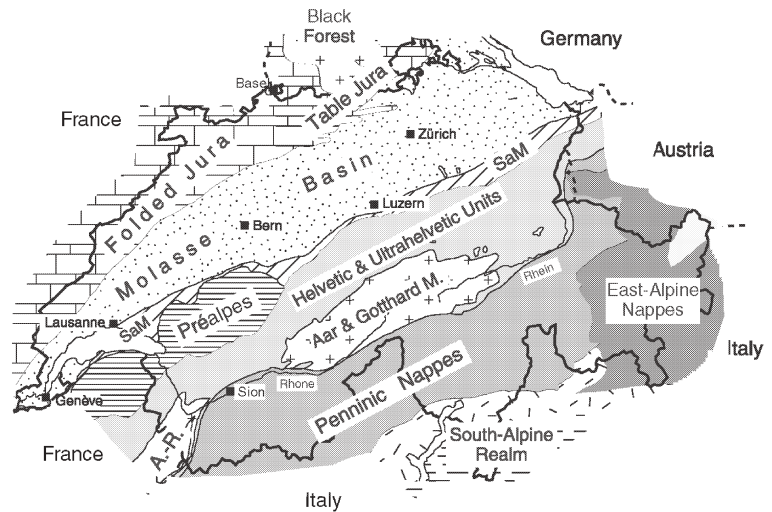 Black
Forest
Germany
Basel
Table Jura
France
Zürich
Folded Jura
Basin
SaM
Austria
Luzern
Bern
Molasse
Helvetic & Ultrahelvetic Units
Rhein
East-Alpine
Nappes
Aar & Gotthard M.
Préalpes
Lausanne
SaM
Italy
Rhone
Sion
Penninic Nappes
Genève
A.-R.
South-Alpine
Realm
France
Italy